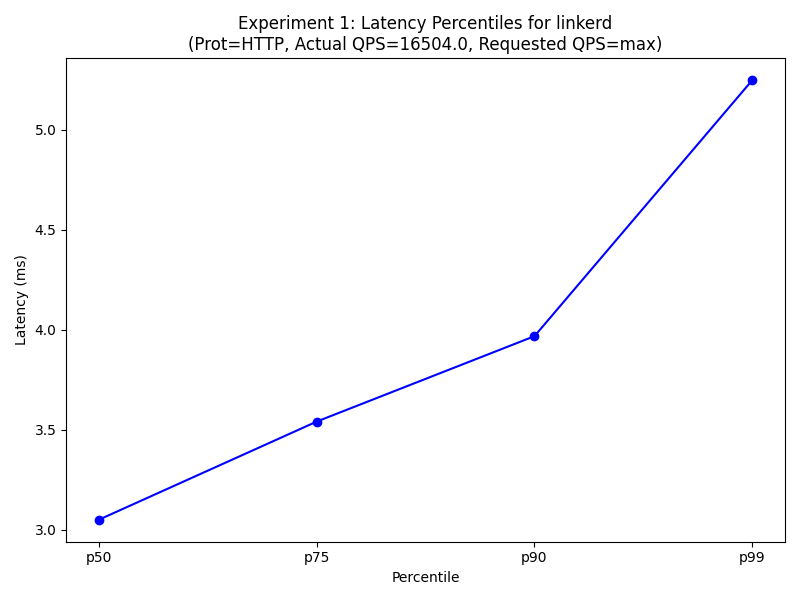 Experiment 1: Latency Percentiles for linkerd
(Prot=HTTP, Actual QPS=16504.0, Requested QPS=max)
5.0
4.5
4.0
3.5
3.0
Latency (ms)
p50 p75 p90 p99
Percentile